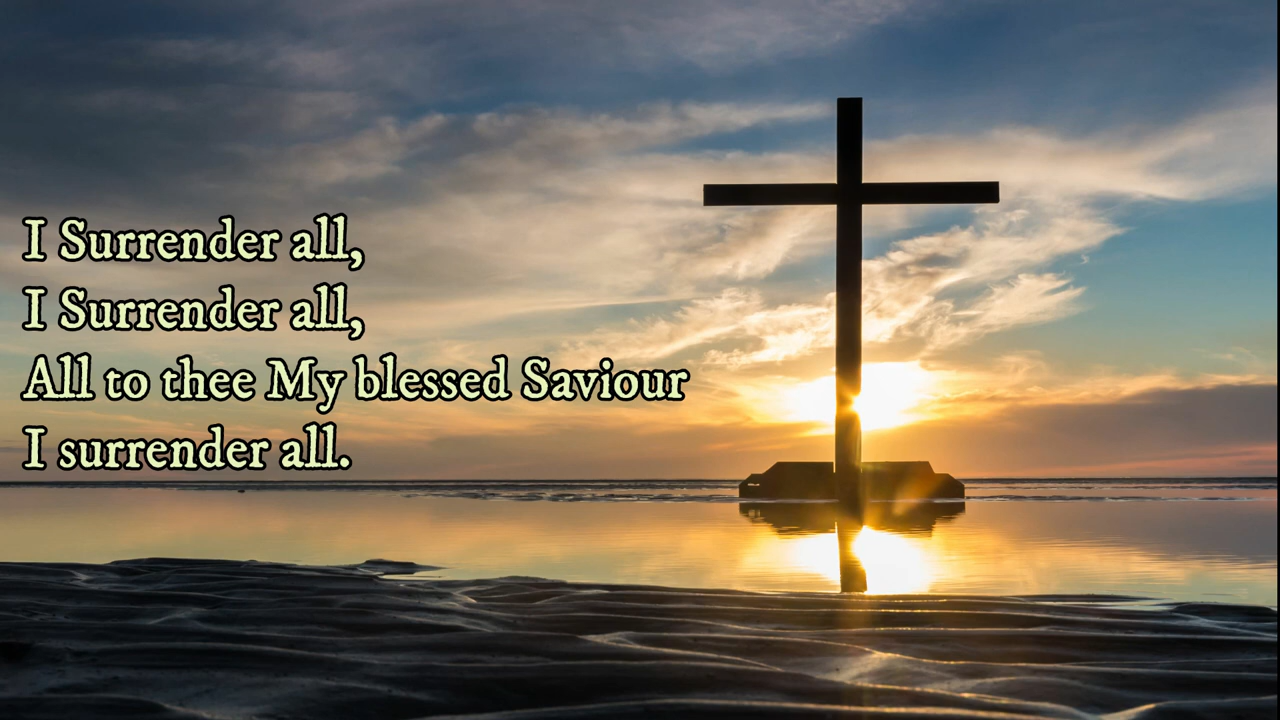 I Surrender all,
I Surrender all,
All to thee My blessed Saviour
I surrender all.